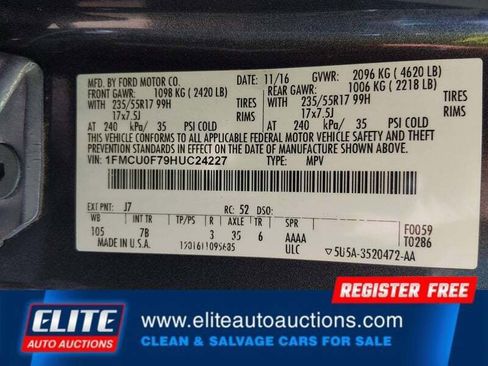 MFD. BY FORD MOTOR CO. 11/16 GVWR: 2096 KG ( 4620 LB)
FRONT GAWR: 1098 KG ( 2420 LB) REAR GAWR: 1006 KG ( 2218 LB)
WITH 235/55R17 99H WITH 235/55R17 99H
17x7.5J 17x7.5J
AT 240 kPa/ 35 PSI COLD AT 240 kPa/ 35 PSI COLD
THIS VEHICLE CONFORMS TO ALL APPLICABLE FEDERAL MOTOR VEHICLE SAFETY AND THEFT
PREVENTION STANDARDS IN EFFECT ON THE DATE OF MANUFACTURE SHOWN ABOVE.
VIN: 1FMCU0F79HUC24227 TYPE: MPV
EXT PNT: J7 RC: 52 DSO:
WB INT TR TP/PS R AXLE TR SPR F0059
105 7B 3 35 6 AAAA T0286
MADE IN U.S.A. ULC ▽5U5A-3520472-AA
REGISTER FREE
ELITE
AUTO AUCTIONS
www.eliteautoauctions.com
CLEAN & SALVAGE CARS FOR SALE